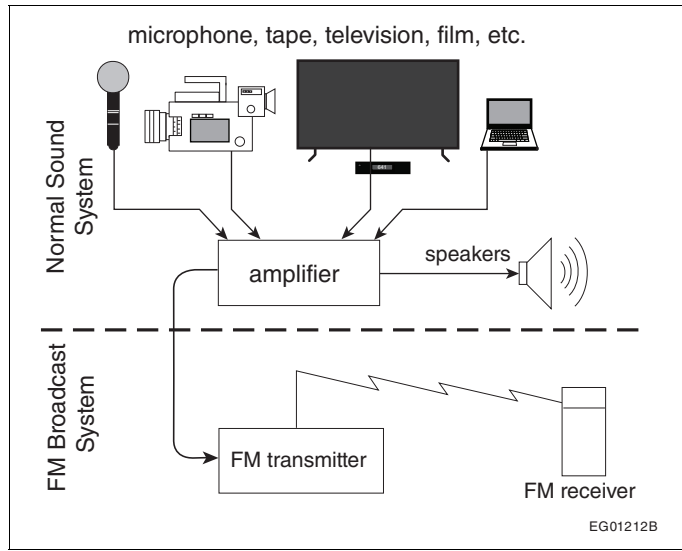 microphone, tape, television, film, etc.
Normal Sound
System
amplifier
speakers
FM Broadcast
System
FM transmitter
FM receiver
EG01212B